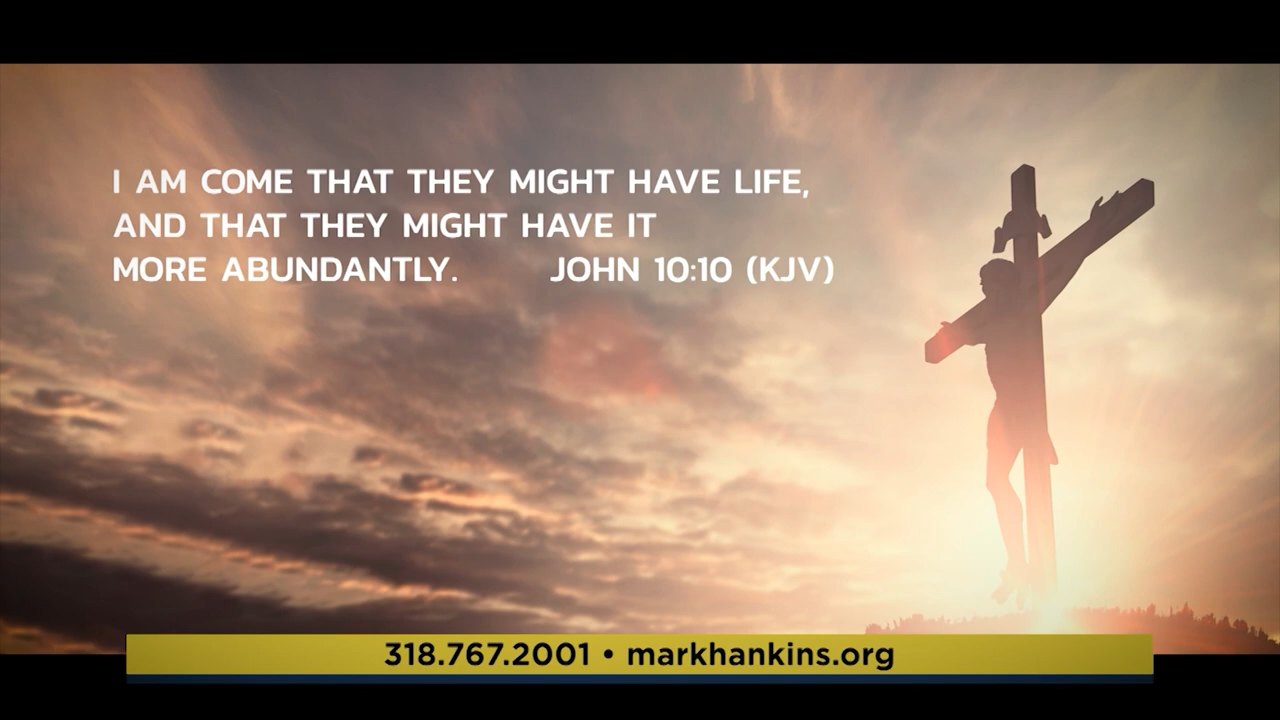 I AM COME THAT THEY MIGHT HAVE LIFE,
AND THAT THEY MIGHT HAVE IT
MORE ABUNDANTLY. JOHN 10:10 (KJV)
318.767.2001 • markhankins.org